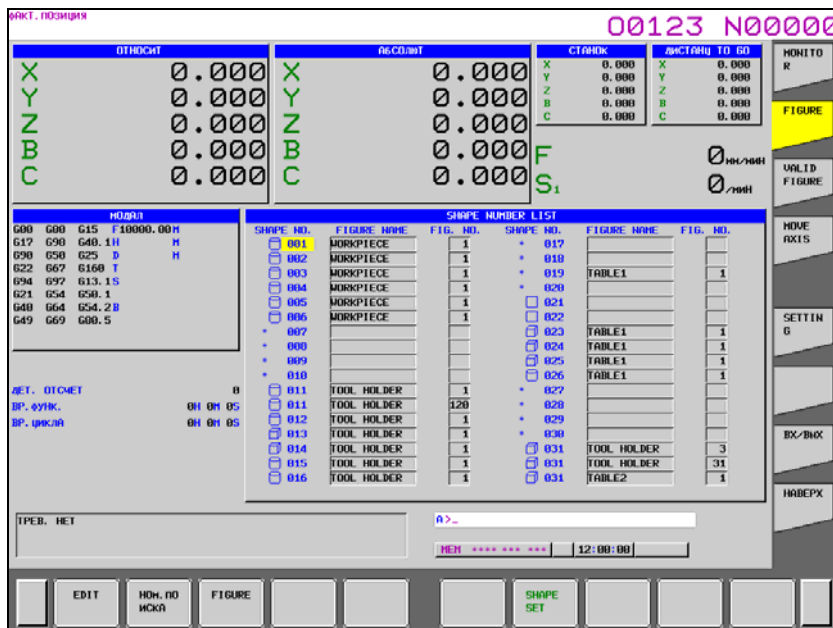 ФАКТ. ПОЗИЦИЯ
O0123 N00000
ОТНОСИТ
X 0.000
Y 0.000
Z 0.000
B 0.000
C 0.000
АБСОЛЮТ
X 0.000
Y 0.000
Z 0.000
B 0.000
C 0.000
СТАНОК
X 0.000
Y 0.000
Z 0.000
B 0.000
C 0.000
ДИСТАНЦ TO GO
X 0.000
Y 0.000
Z 0.000
B 0.000
C 0.000
F 0 ММ/МИН
S1 0 /МИН
МОДАЛ
G00 G80 G15 F10000.00 M
G17 G98 G40.1 H M
G90 G50 G25 D M
G22 G67 G160 T
G94 G97 G13.1 S
G21 G54 G50.1
G40 G64 G54.2 B
G49 G69 G80.5
ДЕТ. ОТСЧЕТ 0
ВР. ФУНК. 0H 0M 0S
ВР. ЦИКЛА 0H 0M 0S
SHAPE NUMBER LIST
SHAPE NO. FIGURE NAME FIG. NO. SHAPE NO. FIGURE NAME FIG. NO.
001 WORKPIECE 1 * 017
002 WORKPIECE 1 * 018
003 WORKPIECE 1 * 019 TABLE1 1
004 WORKPIECE 1 * 020
005 WORKPIECE 1 021
006 WORKPIECE 1 022
* 007 023 TABLE1 1
* 008 024 TABLE1 1
* 009 025 TABLE1 1
* 010 026 TABLE1 1
011 TOOL HOLDER 1 * 027
011 TOOL HOLDER 120 * 028
012 TOOL HOLDER 1 * 029
013 TOOL HOLDER 1 * 030
014 TOOL HOLDER 1 031 TOOL HOLDER 3
015 TOOL HOLDER 1 031 TOOL HOLDER 31
016 TOOL HOLDER 1 031 TABLE2 1
ТРЕВ. НЕТ
A>_
MEM **** *** *** 12:00:00
MONITO
R
FIGURE
VALID
FIGURE
MOVE
AXIS
SETTIN
G
ВХ/ВЫХ
НАВЕРХ
EDIT
НОМ. ПО
ИСКА
FIGURE
SHAPE
SET